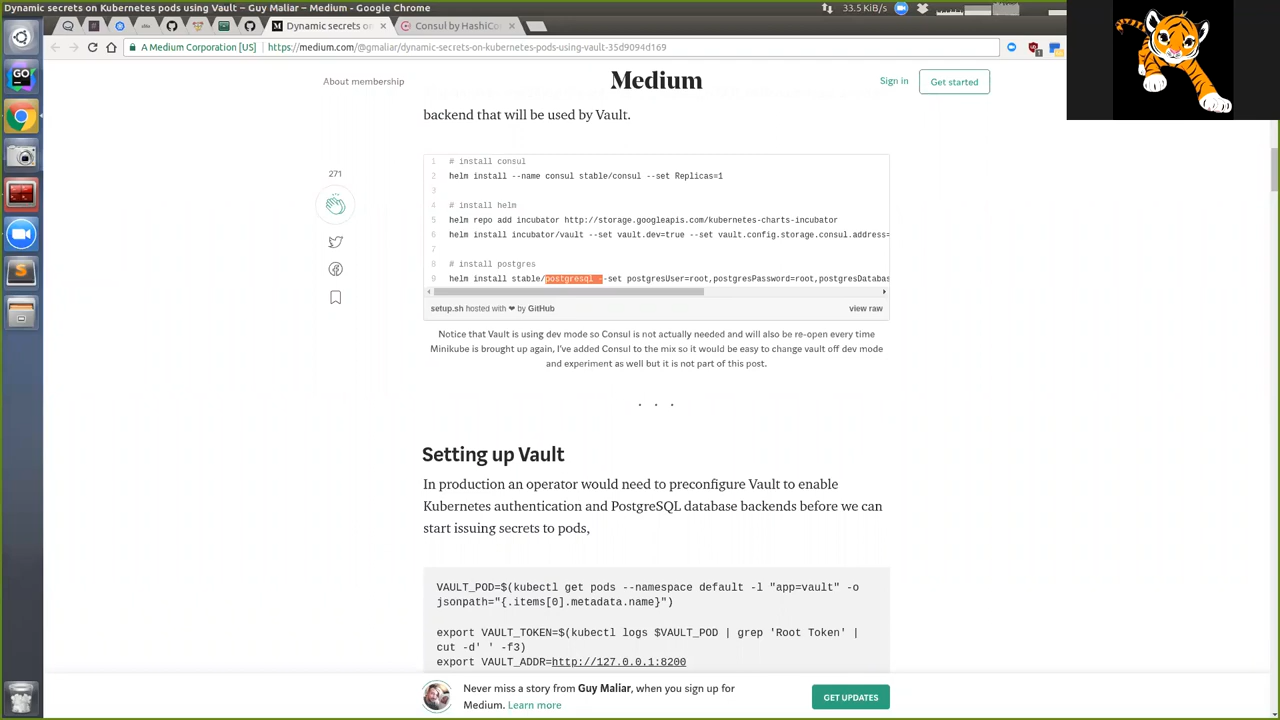 Dynamic secrets on Kubernetes pods using Vault – Guy Maliar – Medium – Google Chrome
33.5 KiB/s
Dynamic secrets on Kub
Consul by HashiCo
A Medium Corporation [US]
https://medium.com/@gmaliar/dynamic-secrets-on-kubernetes-pods-using-vault-35d9094d169
About membership
Medium
Sign in
Get started
GO
backend that will be used by Vault.
271
1 # install consul
2 helm install --name consul stable/consul --set Replicas=1
3
4 # install helm
5 helm repo add incubator http://storage.googleapis.com/kubernetes-charts-incubator
6 helm install incubator/vault --set vault.dev=true --set vault.config.storage.consul.address=
7
8 # install postgres
9 helm install stable/postgresql --set postgresUser=root,postgresPassword=root,postgresDatabas
setup.sh hosted with ❤ by GitHub
view raw
Notice that Vault is using dev mode so Consul is not actually needed and will also be re-open every time
Minikube is brought up again, I've added Consul to the mix so it would be easy to change vault off dev mode
and experiment as well but it is not part of this post.
. . .
Setting up Vault
In production an operator would need to preconfigure Vault to enable
Kubernetes authentication and PostgreSQL database backends before we can
start issuing secrets to pods,
VAULT_POD=$(kubectl get pods --namespace default -l "app=vault" -o
jsonpath="{.items[0].metadata.name}")
export VAULT_TOKEN=$(kubectl logs $VAULT_POD | grep 'Root Token' |
cut -d' ' -f3)
export VAULT_ADDR=http://127.0.0.1:8200
Never miss a story from Guy Maliar, when you sign up for
Medium. Learn more
GET UPDATES